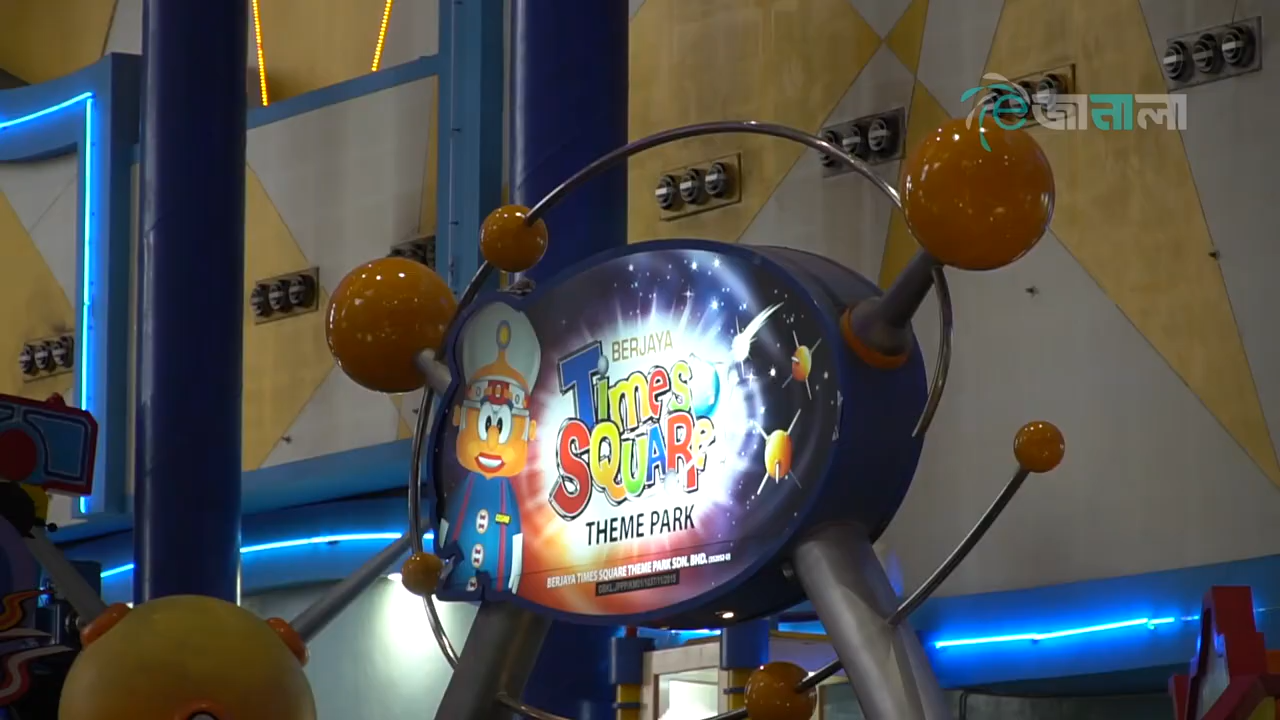 eজানালা
BERJAYA
Times
SQUARe
THEME PARK
BERJAYA TIMES SQUARE THEME PARK SDN. BHD.